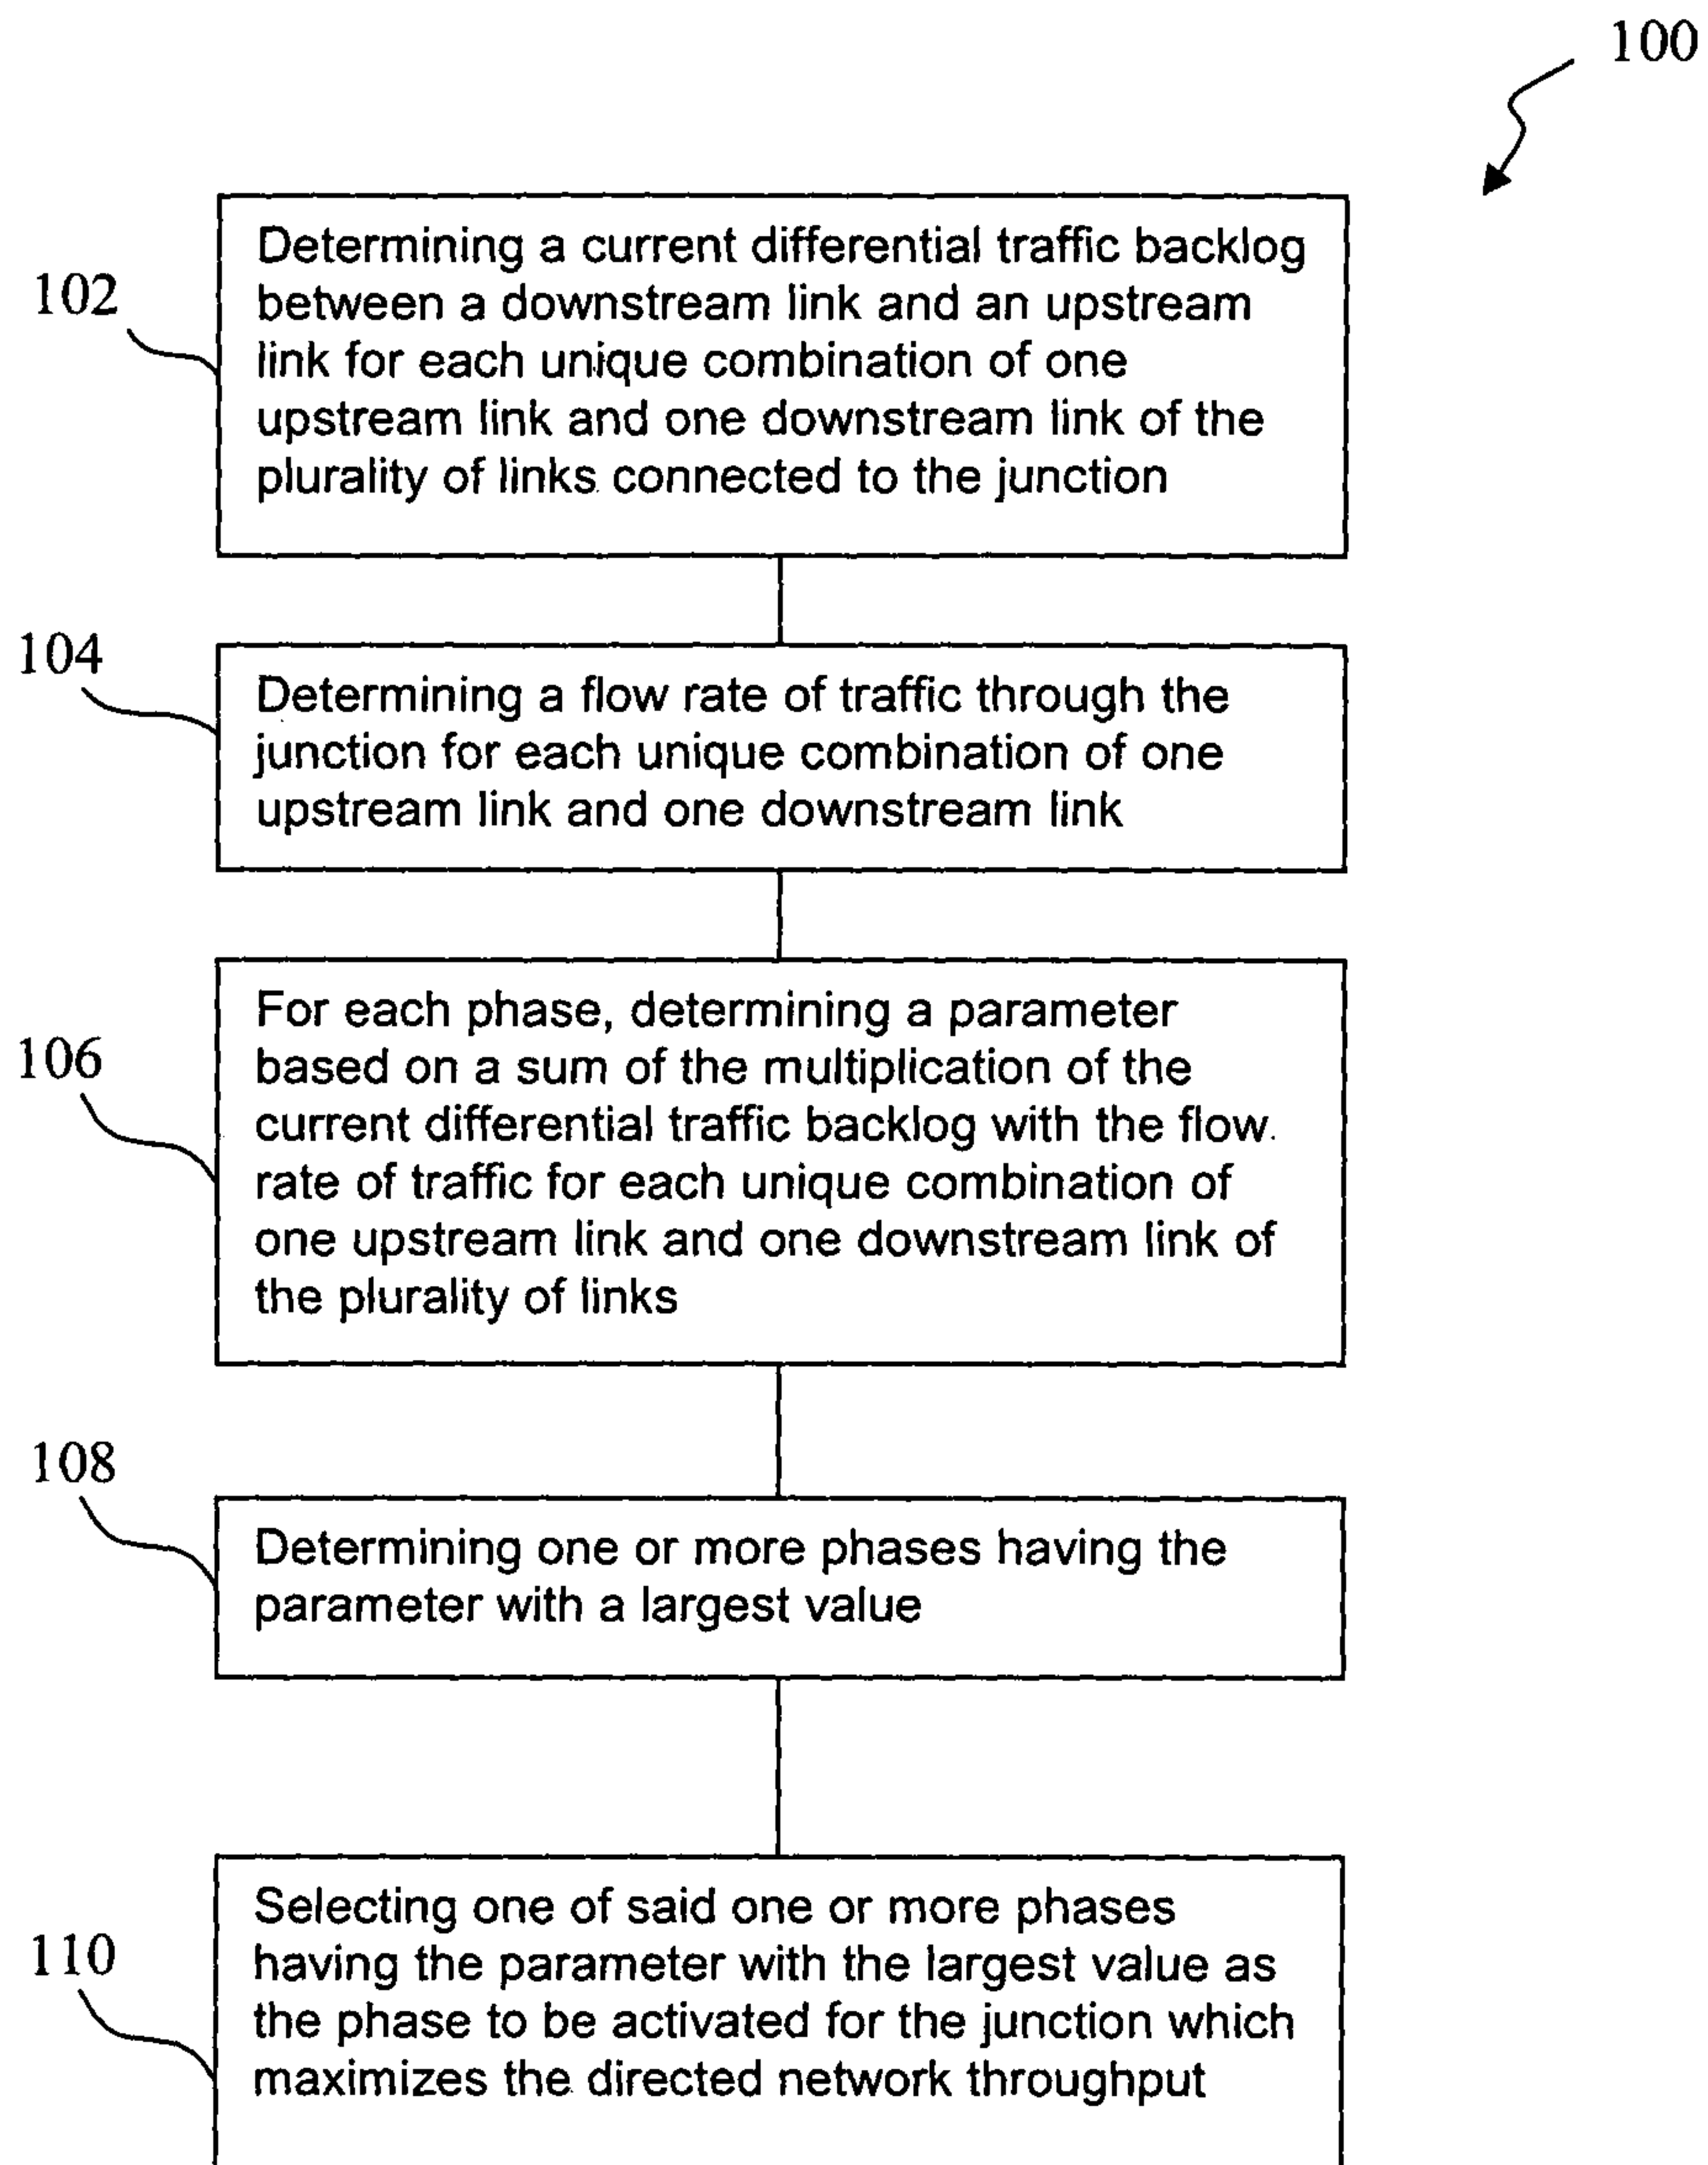 100
102
Determining a current differential traffic backlog
between a downstream link and an upstream
link for each unique combination of one
upstream link and one downstream link of the
plurality of links connected to the junction
104
Determining a flow rate of traffic through the
junction for each unique combination of one
upstream link and one downstream link
106
For each phase, determining a parameter
based on a sum of the multiplication of the
current differential traffic backlog with the flow
rate of traffic for each unique combination of
one upstream link and one downstream link of
the plurality of links
108
Determining one or more phases having the
parameter with a largest value
110
Selecting one of said one or more phases
having the parameter with the largest value as
the phase to be activated for the junction which
maximizes the directed network throughput